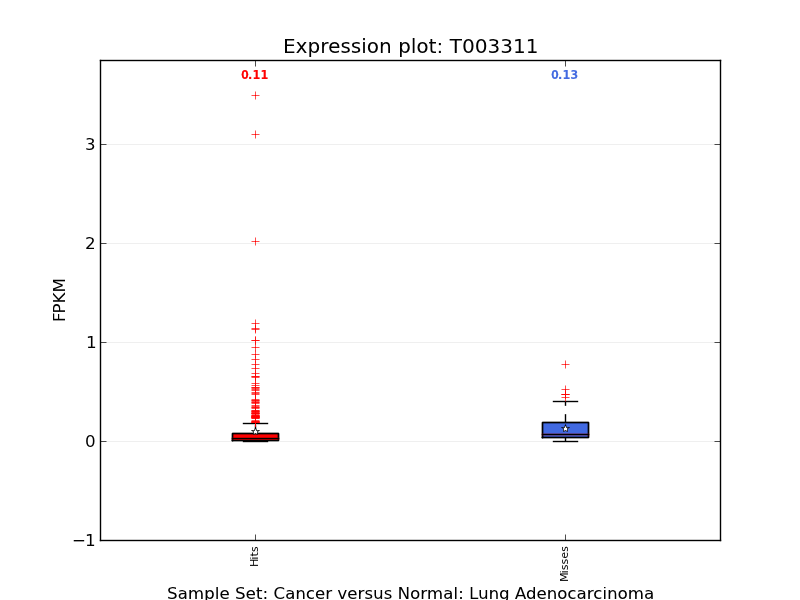 Expression plot: T003311
0.11
0.13
3
2
1
0
−1
FPKM
Hits
Misses
Sample Set: Cancer versus Normal: Lung Adenocarcinoma